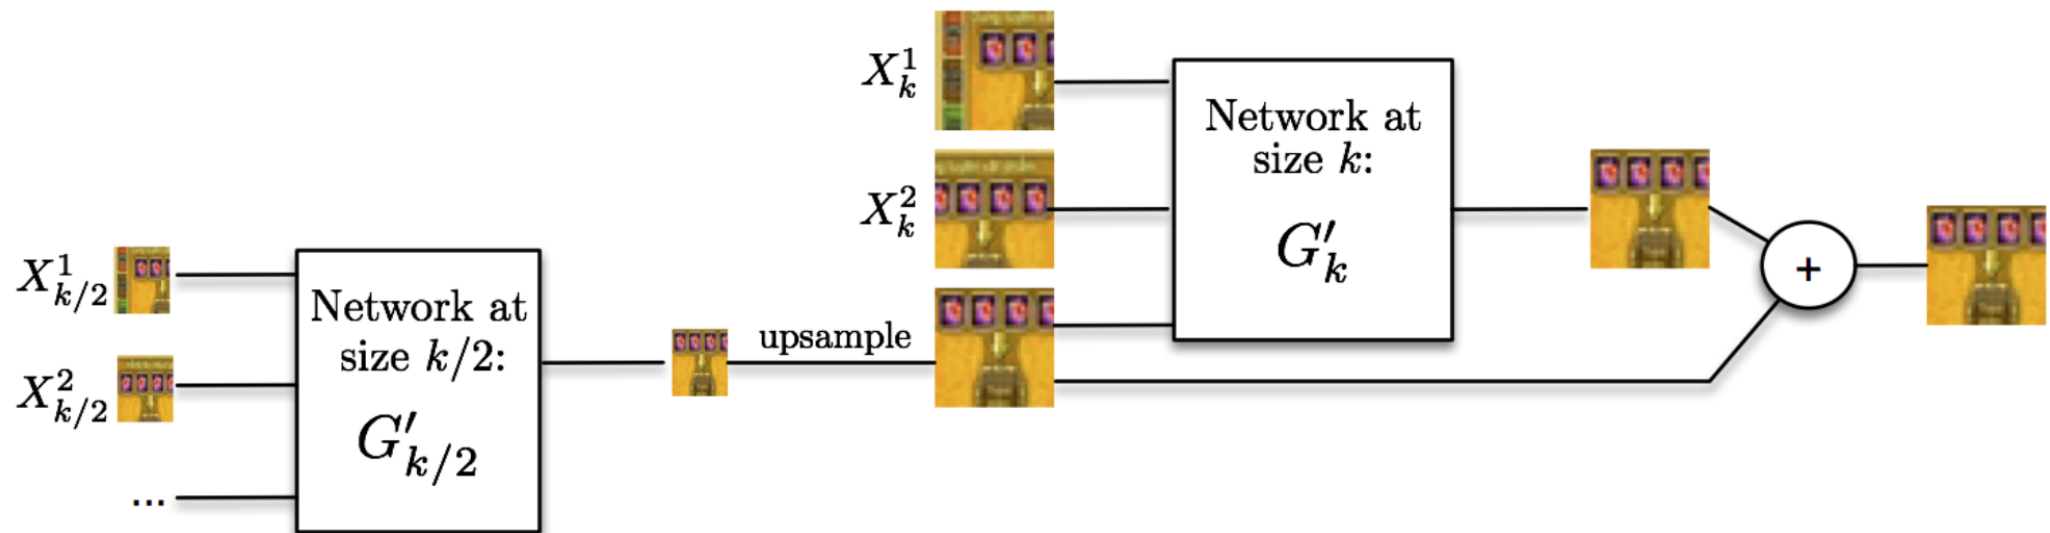 X^1_{k/2}
X^2_{k/2}
...
Network at
size k/2:
G'_{k/2}
upsample
X^1_k
X^2_k
Network at
size k:
G'_k
+